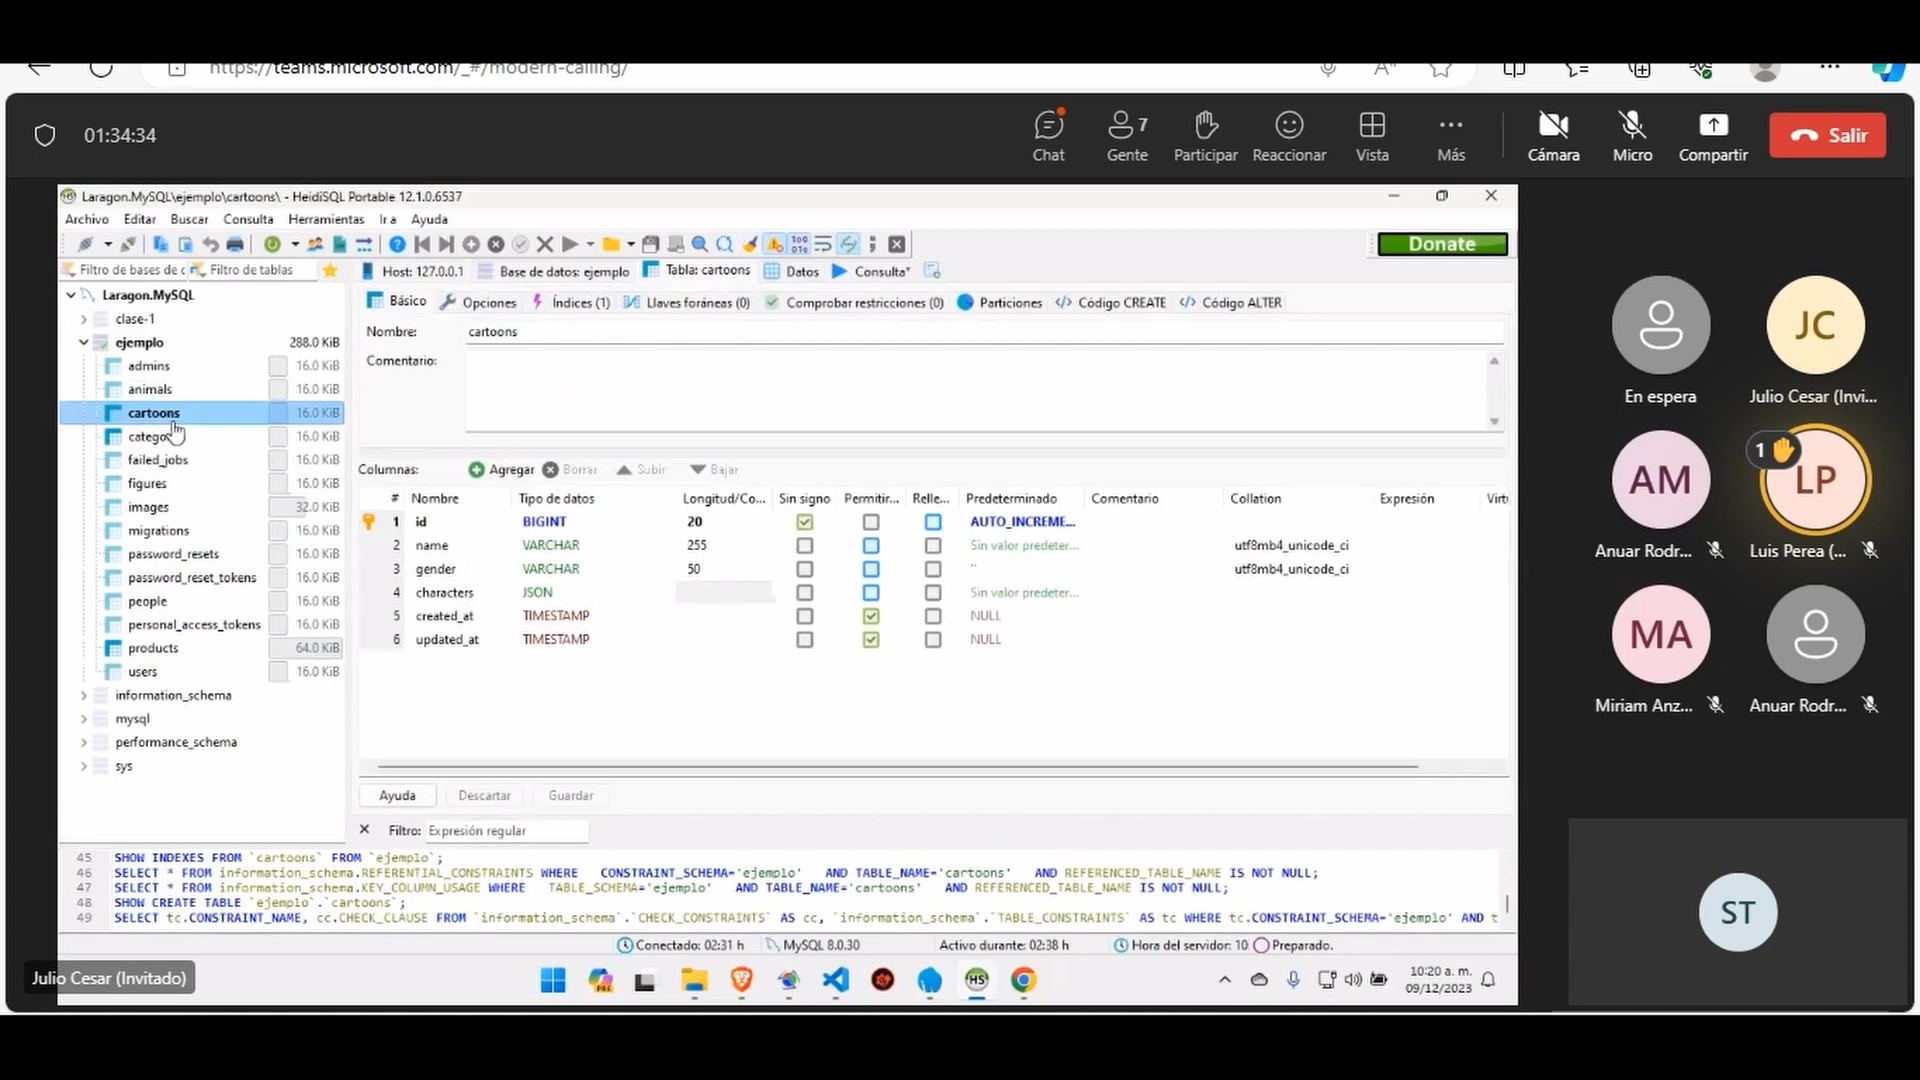 https://teams.microsoft.com/_#/modern-calling/
01:34:34
Chat
7
Gente
Participar
Reaccionar
Vista
Más
Cámara
Micro
Compartir
Salir
Laragon.MySQL\ejemplo\cartoons\ - HeidiSQL Portable 12.1.0.6537
Archivo Editar Buscar Consulta Herramientas Ir a Ayuda
Donate
Filtro de bases de c Filtro de tablas
Host: 127.0.0.1 Base de datos: ejemplo Tabla: cartoons Datos Consulta*
Laragon.MySQL
clase-1
ejemplo 288.0 KiB
admins 16.0 KiB
animals 16.0 KiB
cartoons 16.0 KiB
catego 16.0 KiB
failed_jobs 16.0 KiB
figures 16.0 KiB
images 32.0 KiB
migrations 16.0 KiB
password_resets 16.0 KiB
password_reset_tokens 16.0 KiB
people 16.0 KiB
personal_access_tokens 16.0 KiB
products 64.0 KiB
users 16.0 KiB
information_schema
mysql
performance_schema
sys
Básico Opciones Índices (1) Llaves foráneas (0) Comprobar restricciones (0) Particiones Código CREATE Código ALTER
Nombre: cartoons
Comentario:
Columnas: Agregar Borrar Subir Bajar
# Nombre Tipo de datos Longitud/Co... Sin signo Permitir... Relle... Predeterminado Comentario Collation Expresión Virtu
1 id BIGINT 20 AUTO_INCREME...
2 name VARCHAR 255 Sin valor predeter... utf8mb4_unicode_ci
3 gender VARCHAR 50 '' utf8mb4_unicode_ci
4 characters JSON Sin valor predeter...
5 created_at TIMESTAMP NULL
6 updated_at TIMESTAMP NULL
Ayuda Descartar Guardar
Filtro: Expresión regular
45 SHOW INDEXES FROM `cartoons` FROM `ejemplo`;
46 SELECT * FROM information_schema.REFERENTIAL_CONSTRAINTS WHERE CONSTRAINT_SCHEMA='ejemplo' AND TABLE_NAME='cartoons' AND REFERENCED_TABLE_NAME IS NOT NULL;
47 SELECT * FROM information_schema.KEY_COLUMN_USAGE WHERE TABLE_SCHEMA='ejemplo' AND TABLE_NAME='cartoons' AND REFERENCED_TABLE_NAME IS NOT NULL;
48 SHOW CREATE TABLE `ejemplo`.`cartoons`;
49 SELECT tc.CONSTRAINT_NAME, cc.CHECK_CLAUSE FROM `information_schema`.`CHECK_CONSTRAINTS` AS cc, `information_schema`.`TABLE_CONSTRAINTS` AS tc WHERE tc.CONSTRAINT_SCHEMA='ejemplo' AND t
Conectado: 02:31 h MySQL 8.0.30 Activo durante: 02:38 h Hora del servidor: 10 Preparado.
10:20 a. m.
09/12/2023
Julio Cesar (Invitado)
En espera
JC
Julio Cesar (Invi...
AM
Anuar Rodr...
1
LP
Luis Perea (...
MA
Miriam Anz...
Anuar Rodr...
ST